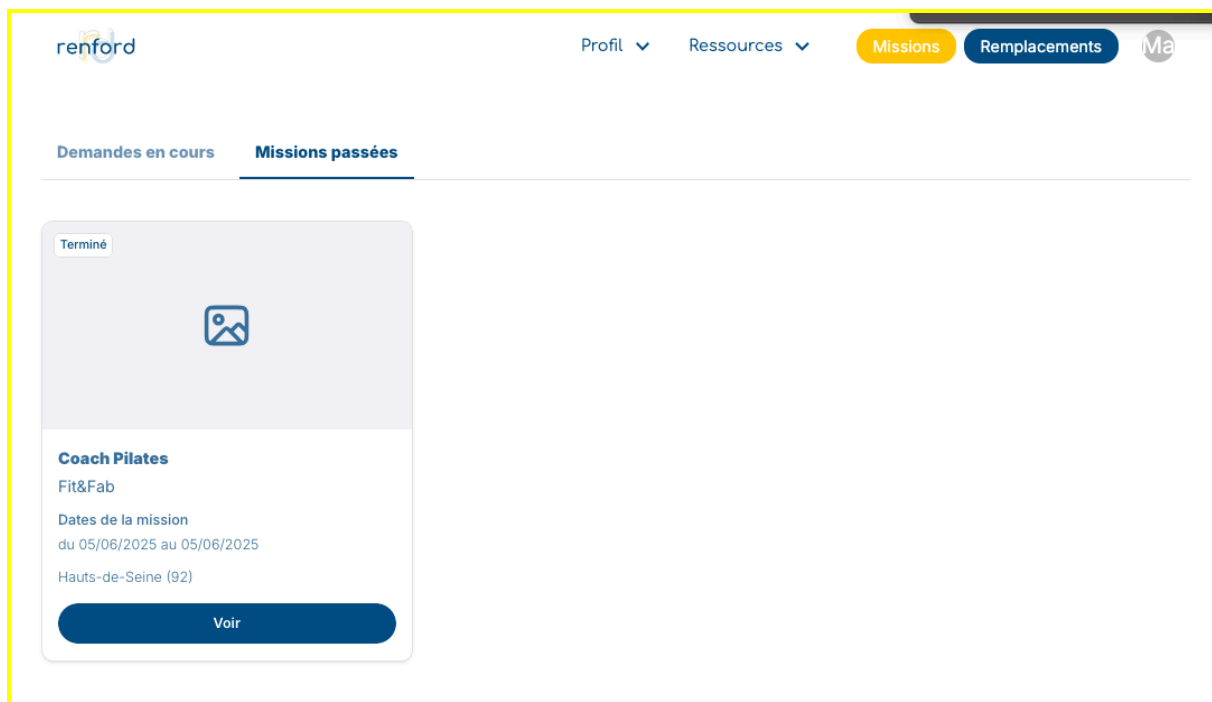 renford
Profil Ressources Missions Remplacements Ma
Demandes en cours Missions passées
Terminé
Coach Pilates
Fit&Fab
Dates de la mission
du 05/06/2025 au 05/06/2025
Hauts-de-Seine (92)
Voir